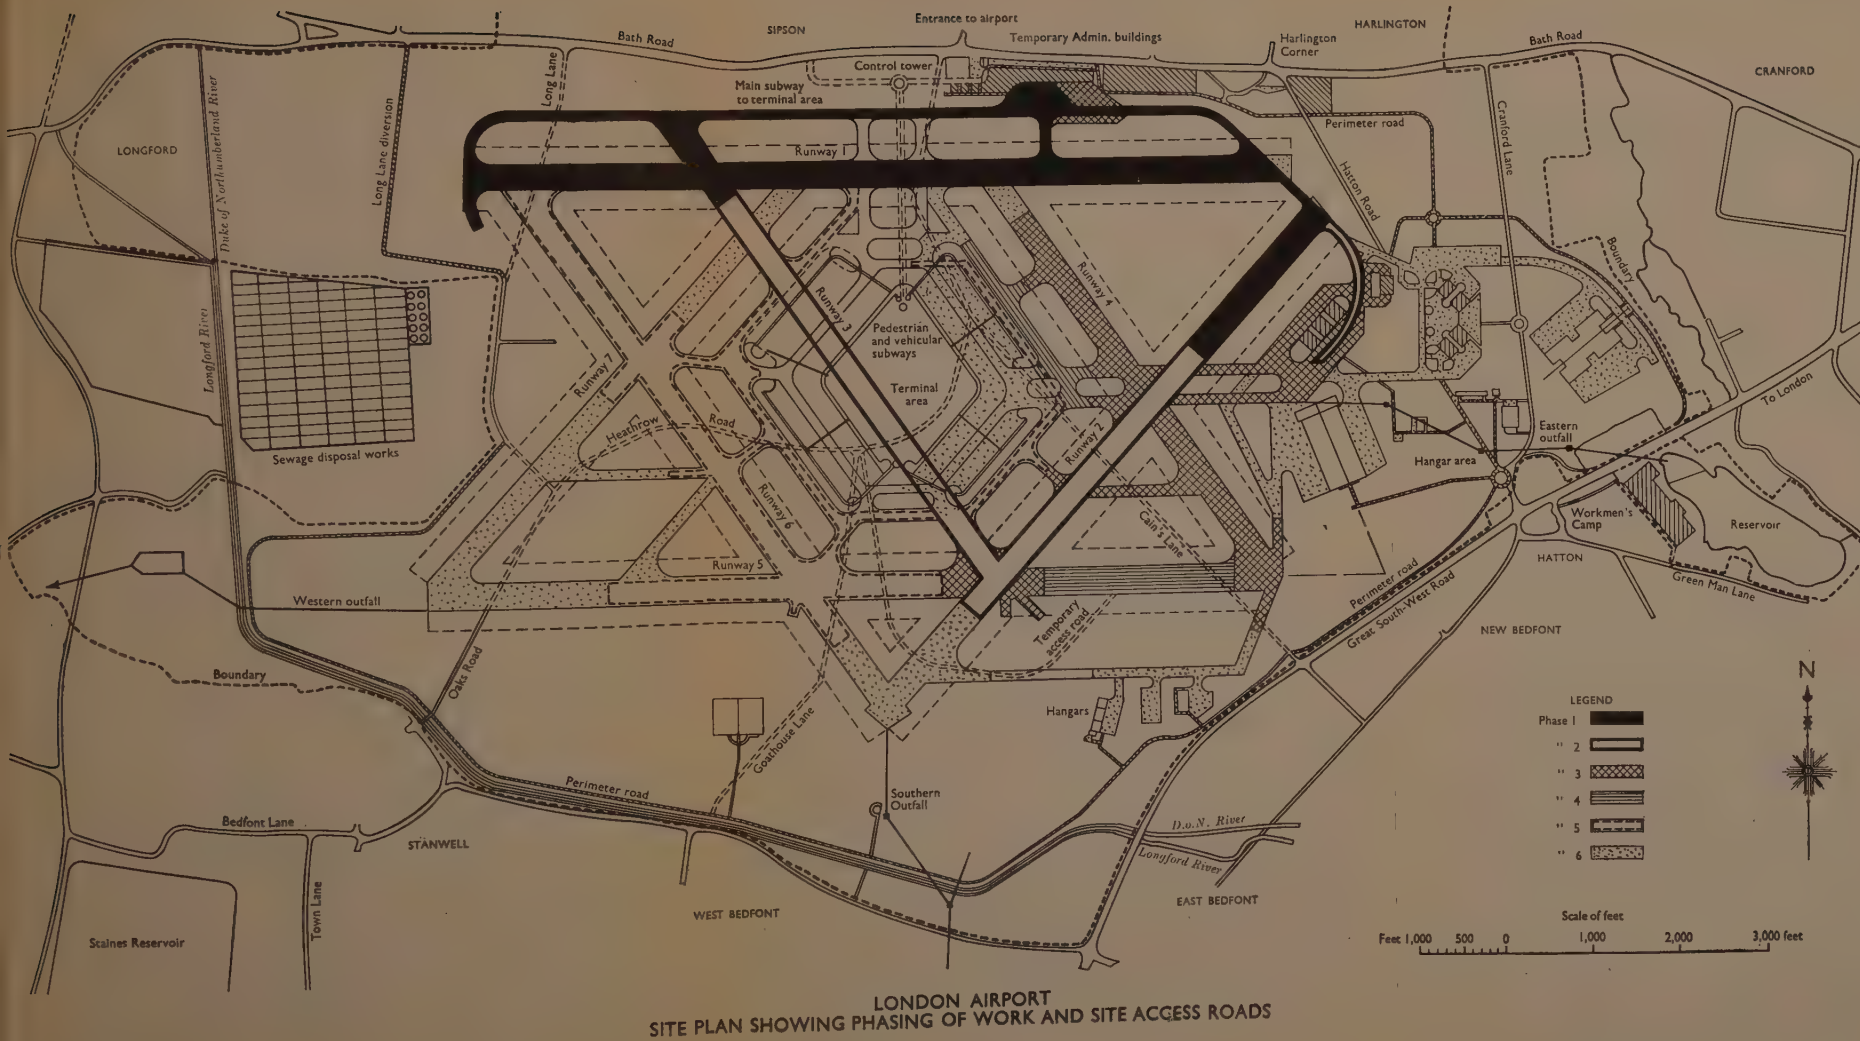 Entrance to airport
SIPSON
HARLINGTON
Bath Road
Temporary Admin. buildings
Harlington
Corner
Bath Road
CRANFORD
Long Lane
Control tower
Main subway
to terminal area
Duke of Northumberland River
Long Lane diversion
LONGFORD
Perimeter road
Cranford Lane
Runway 1
Hatton Road
Boundary
Runway 4
Runway 3
Longford River
Pedestrian
and vehicular
subways
Terminal
area
Runway
To London
Heathrow
Road
Runway 2
Eastern
outfall
Sewage disposal works
Hangar area
Runway 6
Cain's Lane
Workmen's
Camp
Reservoir
HATTON
Runway 5
Green Man Lane
Western outfall
Perimeter road
Great South-West Road
Temporary
access road
NEW BEDFONT
Boundary
Oaks Road
N
Hangars
Goathouse Lane
LEGEND
Phase 1
" 2
" 3
" 4
" 5
" 6
Perimeter road
Southern
Outfall
Bedfont Lane
STANWELL
D.o.N. River
Longford River
Town Lane
WEST BEDFONT
EAST BEDFONT
Staines Reservoir
Scale of feet
Feet 1,000 500 0 1,000 2,000 3,000 feet
LONDON AIRPORT
SITE PLAN SHOWING PHASING OF WORK AND SITE ACCESS ROADS